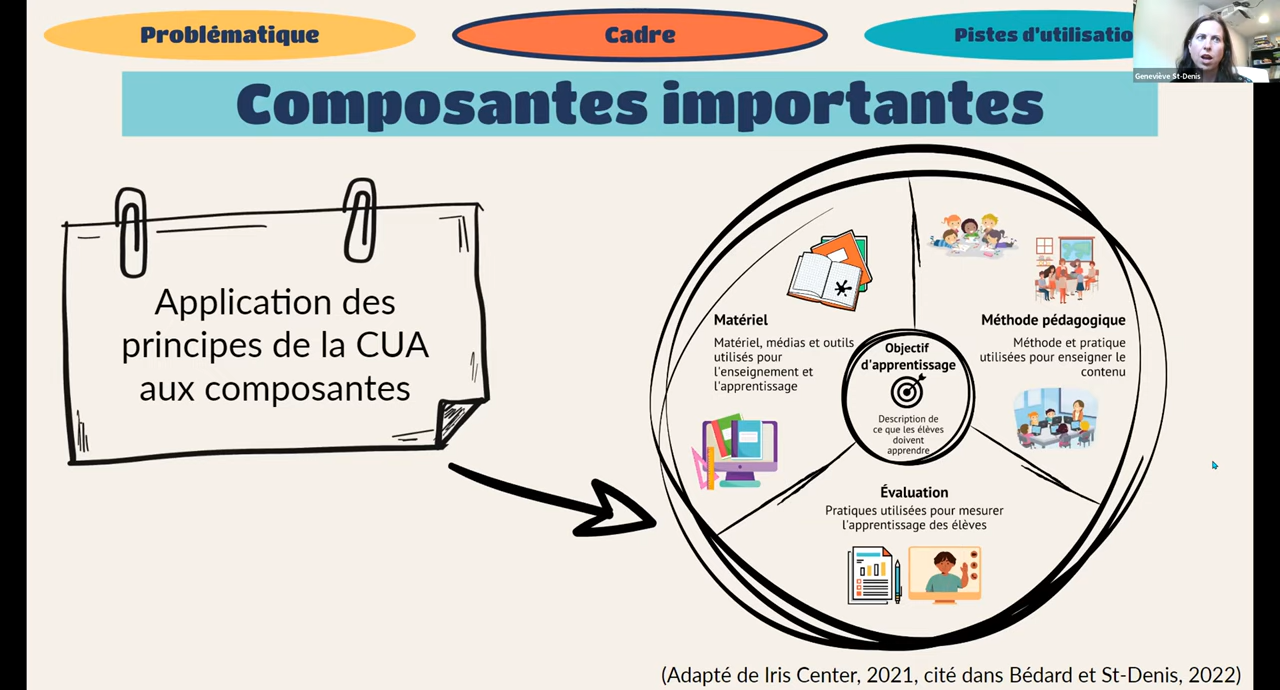 Problématique
Cadre
Pistes d'utilisatio
Geneviève St-Denis
Composantes importantes
Application des
principes de la CUA
aux composantes
Matériel
Matériel, médias et outils
utilisés pour
l'enseignement et
l'apprentissage
Méthode pédagogique
Méthode et pratique
utilisées pour enseigner le
contenu
Objectif
d'apprentissage
Description de
ce que les élèves
doivent
apprendre
Évaluation
Pratiques utilisées pour mesurer
l'apprentissage des élèves
(Adapté de Iris Center, 2021, cité dans Bédard et St-Denis, 2022)